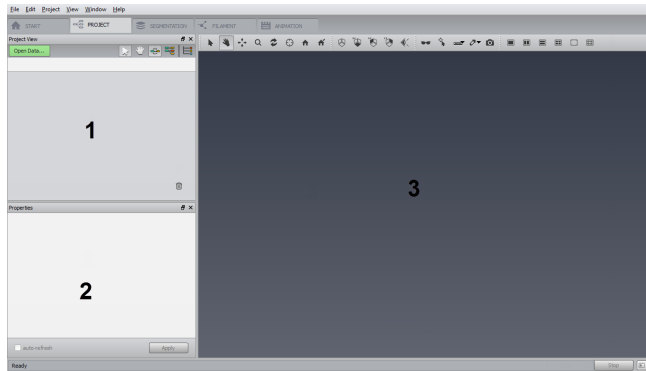 File Edit Project View Window Help
START PROJECT SEGMENTATION FILAMENT ANIMATION
Project View
Open Data...
1
3
Properties
2
auto-refresh Apply
Ready Stop